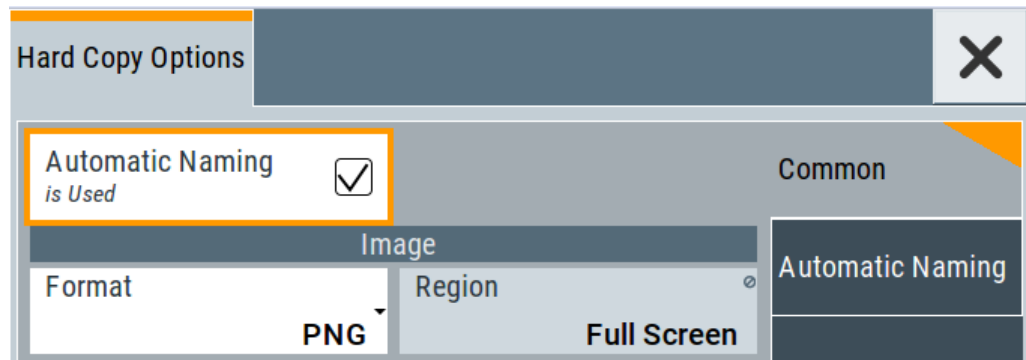 Hard Copy Options
Automatic Naming
is Used
Common
Image
Automatic Naming
Format
PNG
Region
Full Screen